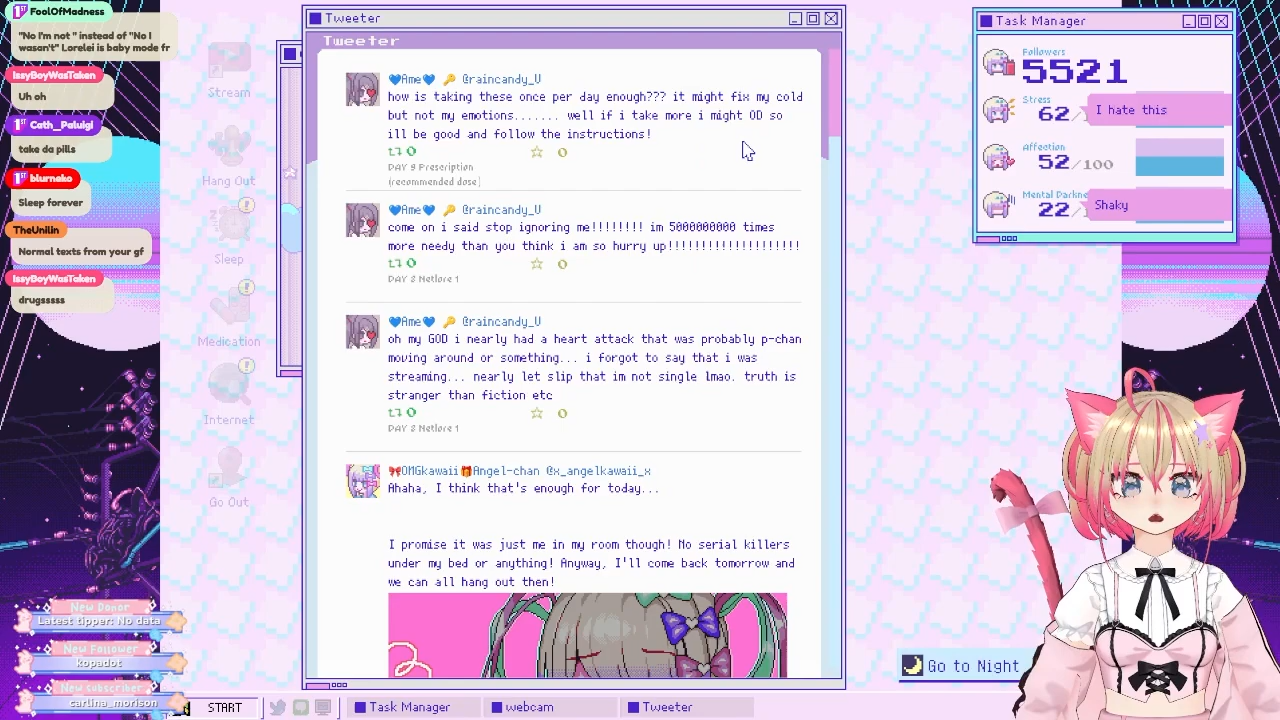 FoolOfMadness
"No I'm not " instead of "No I
wasan't" Lorelei is baby mode fr
IssyBoyWasTaken
Uh oh
Cath_Paluigi
take da pills
blurneko
Sleep forever
TheUnilin
Normal texts from your gf
IssyBoyWasTaken
drugsssss
New Donor
Latest tipper: No data
New Follower
kopadot
New subscriber
carlina_morison
Stream
Hang Out
Sleep
Medication
Internet
Go Out
Tweeter
Tweeter
💙Ame💙 🔑 @raincandy_U
how is taking these once per day enough??? it might fix my cold
but not my emotions....... well if i take more i might OD so
ill be good and follow the instructions!
0 0
DAY 9 Prescription
(recommended dose)
💙Ame💙 🔑 @raincandy_U
come on i said stop ignoring me!!!!!!!! im 5000000000 times
more needy than you think i am so hurry up!!!!!!!!!!!!!!!!!!!!
0 0
DAY 8 Netlore 1
💙Ame💙 🔑 @raincandy_U
oh my GOD i nearly had a heart attack that was probably p-chan
moving around or something... i forgot to say that i was
streaming... nearly let slip that im not single lmao. truth is
stranger than fiction etc
0 0
DAY 8 Netlore 1
🎀OMGkawaii🎁Angel-chan @x_angelkawaii_x
Ahaha, I think that's enough for today...
I promise it was just me in my room though! No serial killers
under my bed or anything! Anyway, I'll come back tomorrow and
we can all hang out then!
Task Manager
Followers
5521
Stress
62/1
I hate this
Affection
52/100
Mental Darkne
22/1
Shaky
Go to Night
START
Task Manager
webcam
Tweeter